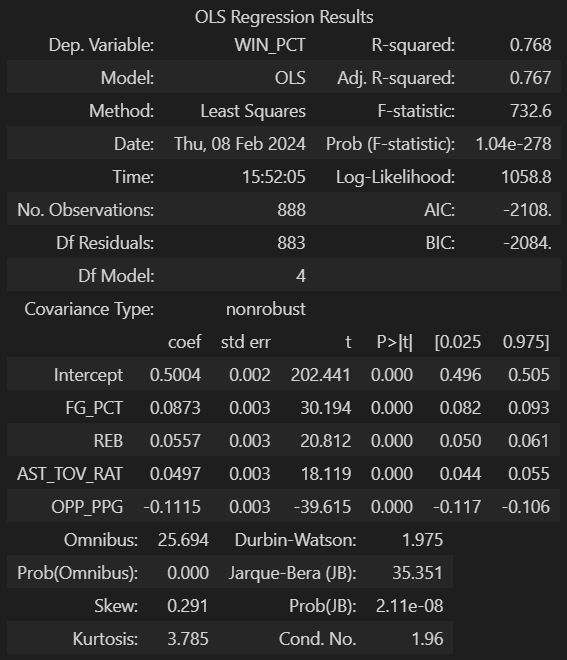 OLS Regression Results
Dep. Variable: WIN_PCT R-squared: 0.768
Model: OLS Adj. R-squared: 0.767
Method: Least Squares F-statistic: 732.6
Date: Thu, 08 Feb 2024 Prob (F-statistic): 1.04e-278
Time: 15:52:05 Log-Likelihood: 1058.8
No. Observations: 888 AIC: -2108.
Df Residuals: 883 BIC: -2084.
Df Model: 4
Covariance Type: nonrobust
coef std err t P>|t| [0.025 0.975]
Intercept 0.5004 0.002 202.441 0.000 0.496 0.505
FG_PCT 0.0873 0.003 30.194 0.000 0.082 0.093
REB 0.0557 0.003 20.812 0.000 0.050 0.061
AST_TOV_RAT 0.0497 0.003 18.119 0.000 0.044 0.055
OPP_PPG -0.1115 0.003 -39.615 0.000 -0.117 -0.106
Omnibus: 25.694 Durbin-Watson: 1.975
Prob(Omnibus): 0.000 Jarque-Bera (JB): 35.351
Skew: 0.291 Prob(JB): 2.11e-08
Kurtosis: 3.785 Cond. No. 1.96